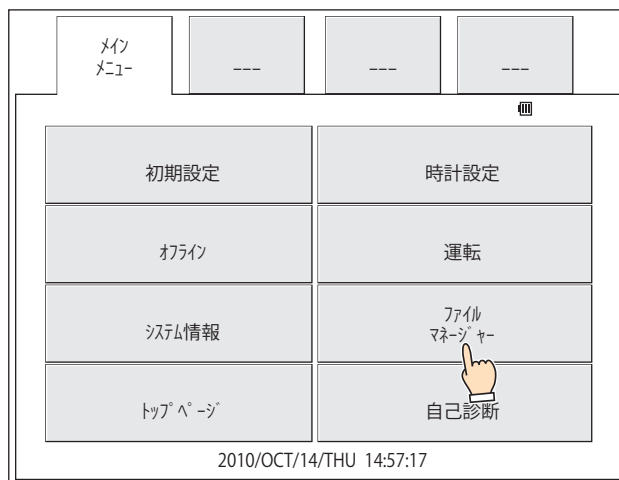 ﾒｲﾝ
ﾒﾆｭｰ
---
---
---
初期設定
時計設定
ｵﾌﾗｲﾝ
運転
ｼｽﾃﾑ情報
ﾌｧｲﾙ
ﾏﾈｰｼﾞｬｰ
ﾄｯﾌﾟﾍﾟｰｼﾞ
自己診断
2010/OCT/14/THU 14:57:17